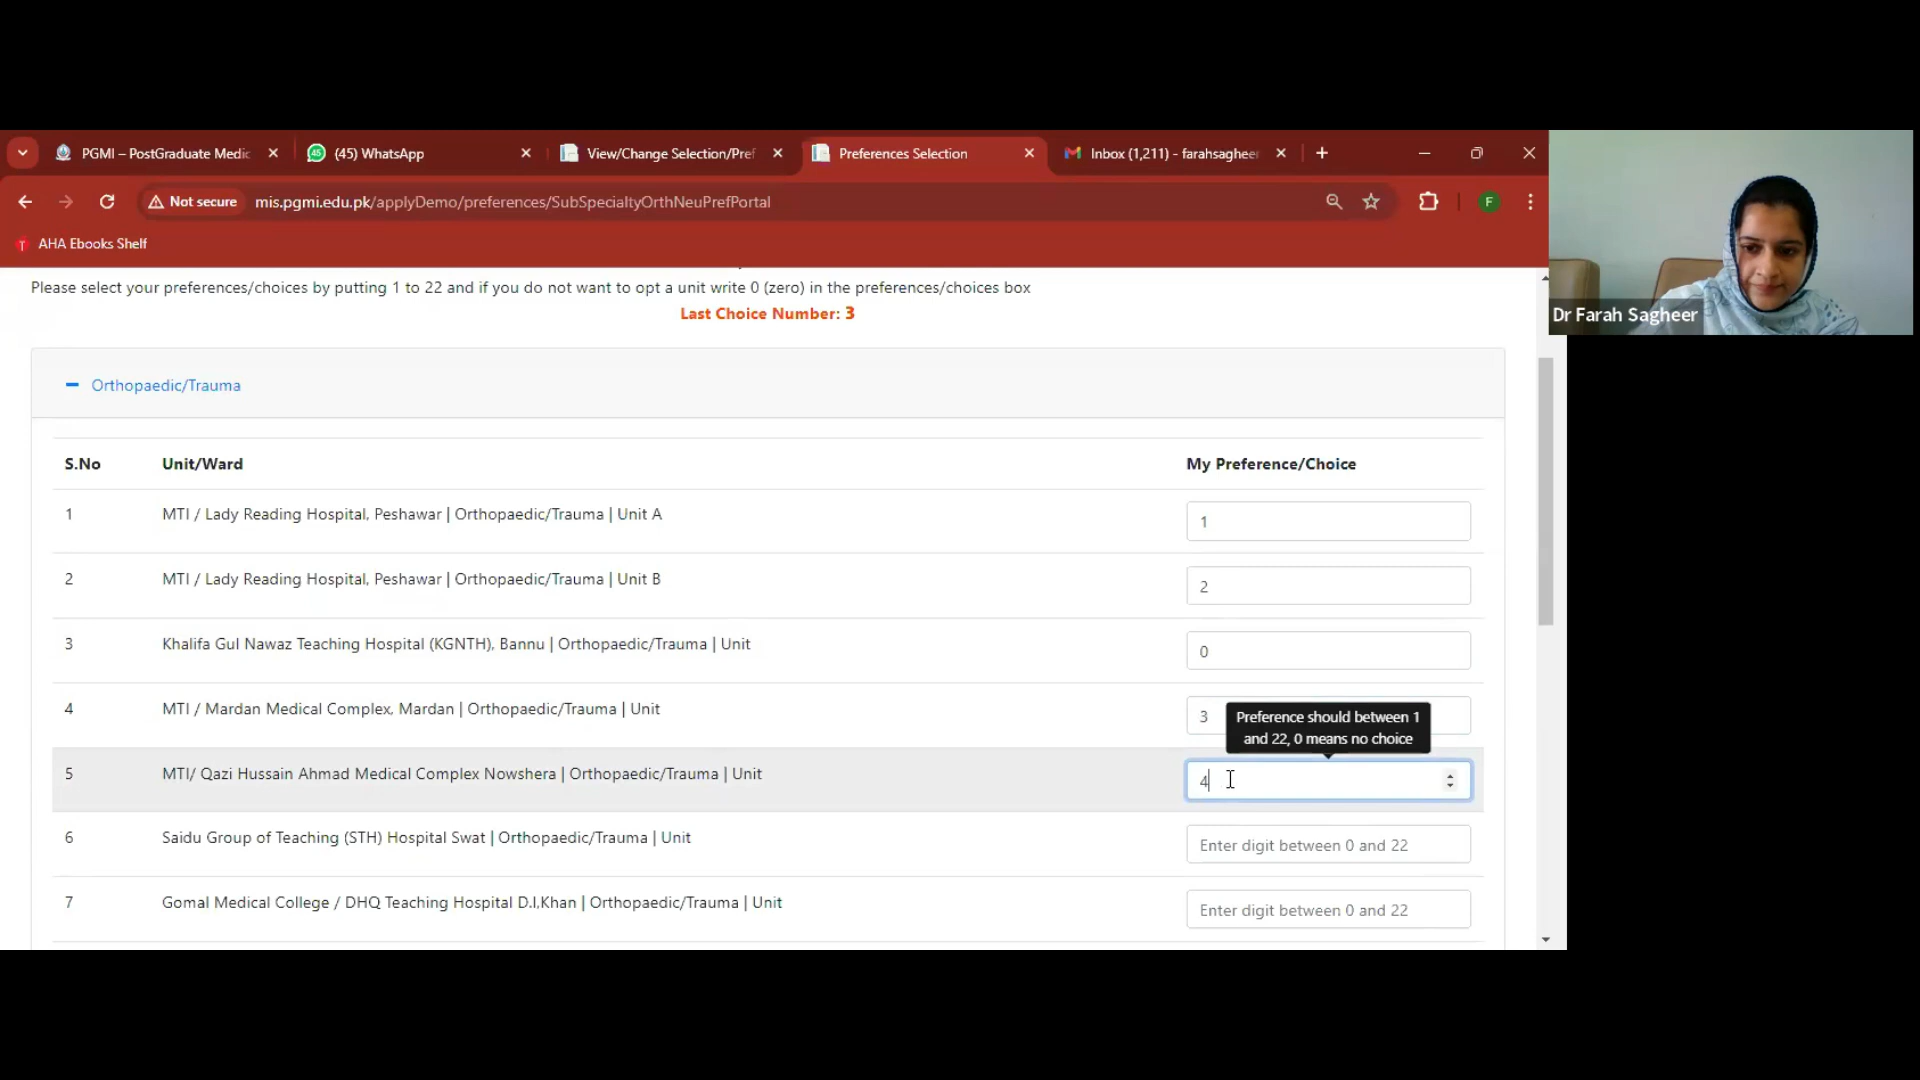 PGMI – PostGraduate Medic
45
(45) WhatsApp
View/Change Selection/Pref
Preferences Selection
Inbox (1,211) - farahsagheer
Not secure
mis.pgmi.edu.pk/applyDemo/preferences/SubSpecialtyOrthNeuPrefPortal
F
AHA Ebooks Shelf
Dr Farah Sagheer
Please select your preferences/choices by putting 1 to 22 and if you do not want to opt a unit write 0 (zero) in the preferences/choices box
Last Choice Number: 3
Orthopaedic/Trauma
S.No Unit/Ward My Preference/Choice
1 MTI / Lady Reading Hospital, Peshawar | Orthopaedic/Trauma | Unit A 1
2 MTI / Lady Reading Hospital, Peshawar | Orthopaedic/Trauma | Unit B 2
3 Khalifa Gul Nawaz Teaching Hospital (KGNTH), Bannu | Orthopaedic/Trauma | Unit 0
4 MTI / Mardan Medical Complex, Mardan | Orthopaedic/Trauma | Unit 3
Preference should between 1
and 22, 0 means no choice
5 MTI/ Qazi Hussain Ahmad Medical Complex Nowshera | Orthopaedic/Trauma | Unit 4
6 Saidu Group of Teaching (STH) Hospital Swat | Orthopaedic/Trauma | Unit Enter digit between 0 and 22
7 Gomal Medical College / DHQ Teaching Hospital D.I,Khan | Orthopaedic/Trauma | Unit Enter digit between 0 and 22